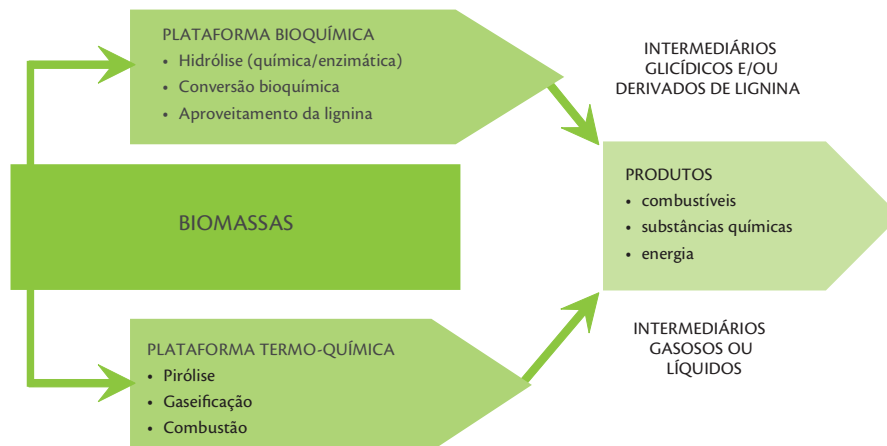 PLATAFORMA BIOQUÍMICA
• Hidrólise (química/enzimática)
• Conversão bioquímica
• Aproveitamento da lignina
INTERMEDIÁRIOS
GLICÍDICOS E/OU
DERIVADOS DE LIGNINA
BIOMASSAS
PRODUTOS
• combustíveis
• substâncias químicas
• energia
PLATAFORMA TERMO-QUÍMICA
• Pirólise
• Gaseificação
• Combustão
INTERMEDIÁRIOS
GASOSOS OU
LÍQUIDOS